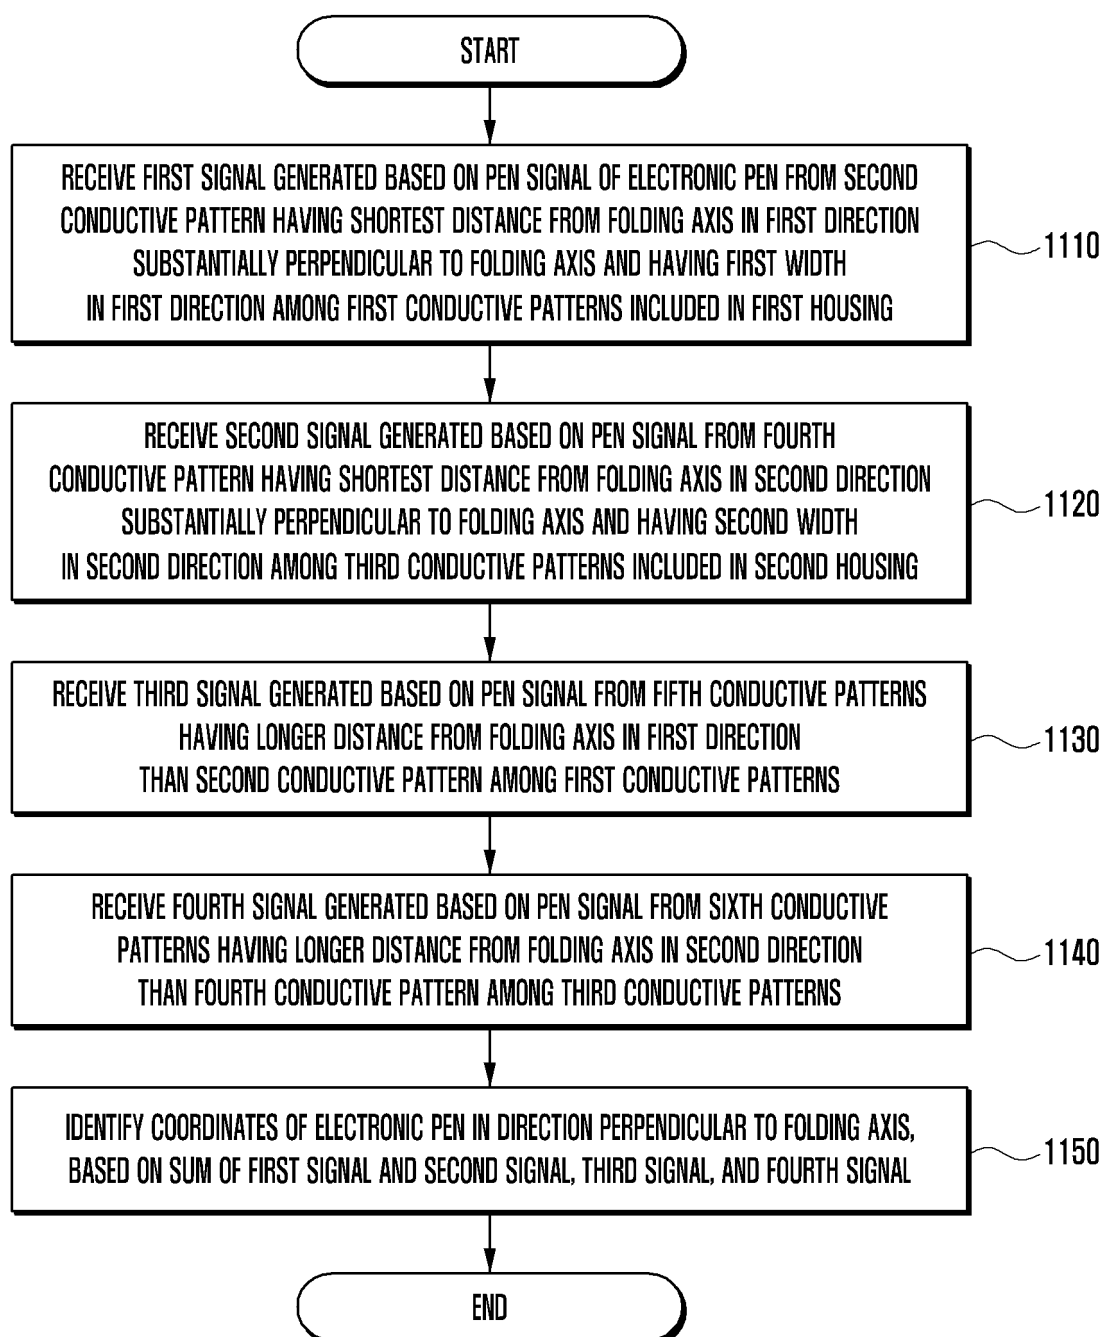 START
RECEIVE FIRST SIGNAL GENERATED BASED ON PEN SIGNAL OF ELECTRONIC PEN FROM SECOND
CONDUCTIVE PATTERN HAVING SHORTEST DISTANCE FROM FOLDING AXIS IN FIRST DIRECTION
SUBSTANTIALLY PERPENDICULAR TO FOLDING AXIS AND HAVING FIRST WIDTH
IN FIRST DIRECTION AMONG FIRST CONDUCTIVE PATTERNS INCLUDED IN FIRST HOUSING
1110
RECEIVE SECOND SIGNAL GENERATED BASED ON PEN SIGNAL FROM FOURTH
CONDUCTIVE PATTERN HAVING SHORTEST DISTANCE FROM FOLDING AXIS IN SECOND DIRECTION
SUBSTANTIALLY PERPENDICULAR TO FOLDING AXIS AND HAVING SECOND WIDTH
IN SECOND DIRECTION AMONG THIRD CONDUCTIVE PATTERNS INCLUDED IN SECOND HOUSING
1120
RECEIVE THIRD SIGNAL GENERATED BASED ON PEN SIGNAL FROM FIFTH CONDUCTIVE PATTERNS
HAVING LONGER DISTANCE FROM FOLDING AXIS IN FIRST DIRECTION
THAN SECOND CONDUCTIVE PATTERN AMONG FIRST CONDUCTIVE PATTERNS
1130
RECEIVE FOURTH SIGNAL GENERATED BASED ON PEN SIGNAL FROM SIXTH CONDUCTIVE
PATTERNS HAVING LONGER DISTANCE FROM FOLDING AXIS IN SECOND DIRECTION
THAN FOURTH CONDUCTIVE PATTERN AMONG THIRD CONDUCTIVE PATTERNS
1140
IDENTIFY COORDINATES OF ELECTRONIC PEN IN DIRECTION PERPENDICULAR TO FOLDING AXIS,
BASED ON SUM OF FIRST SIGNAL AND SECOND SIGNAL, THIRD SIGNAL, AND FOURTH SIGNAL
1150
END